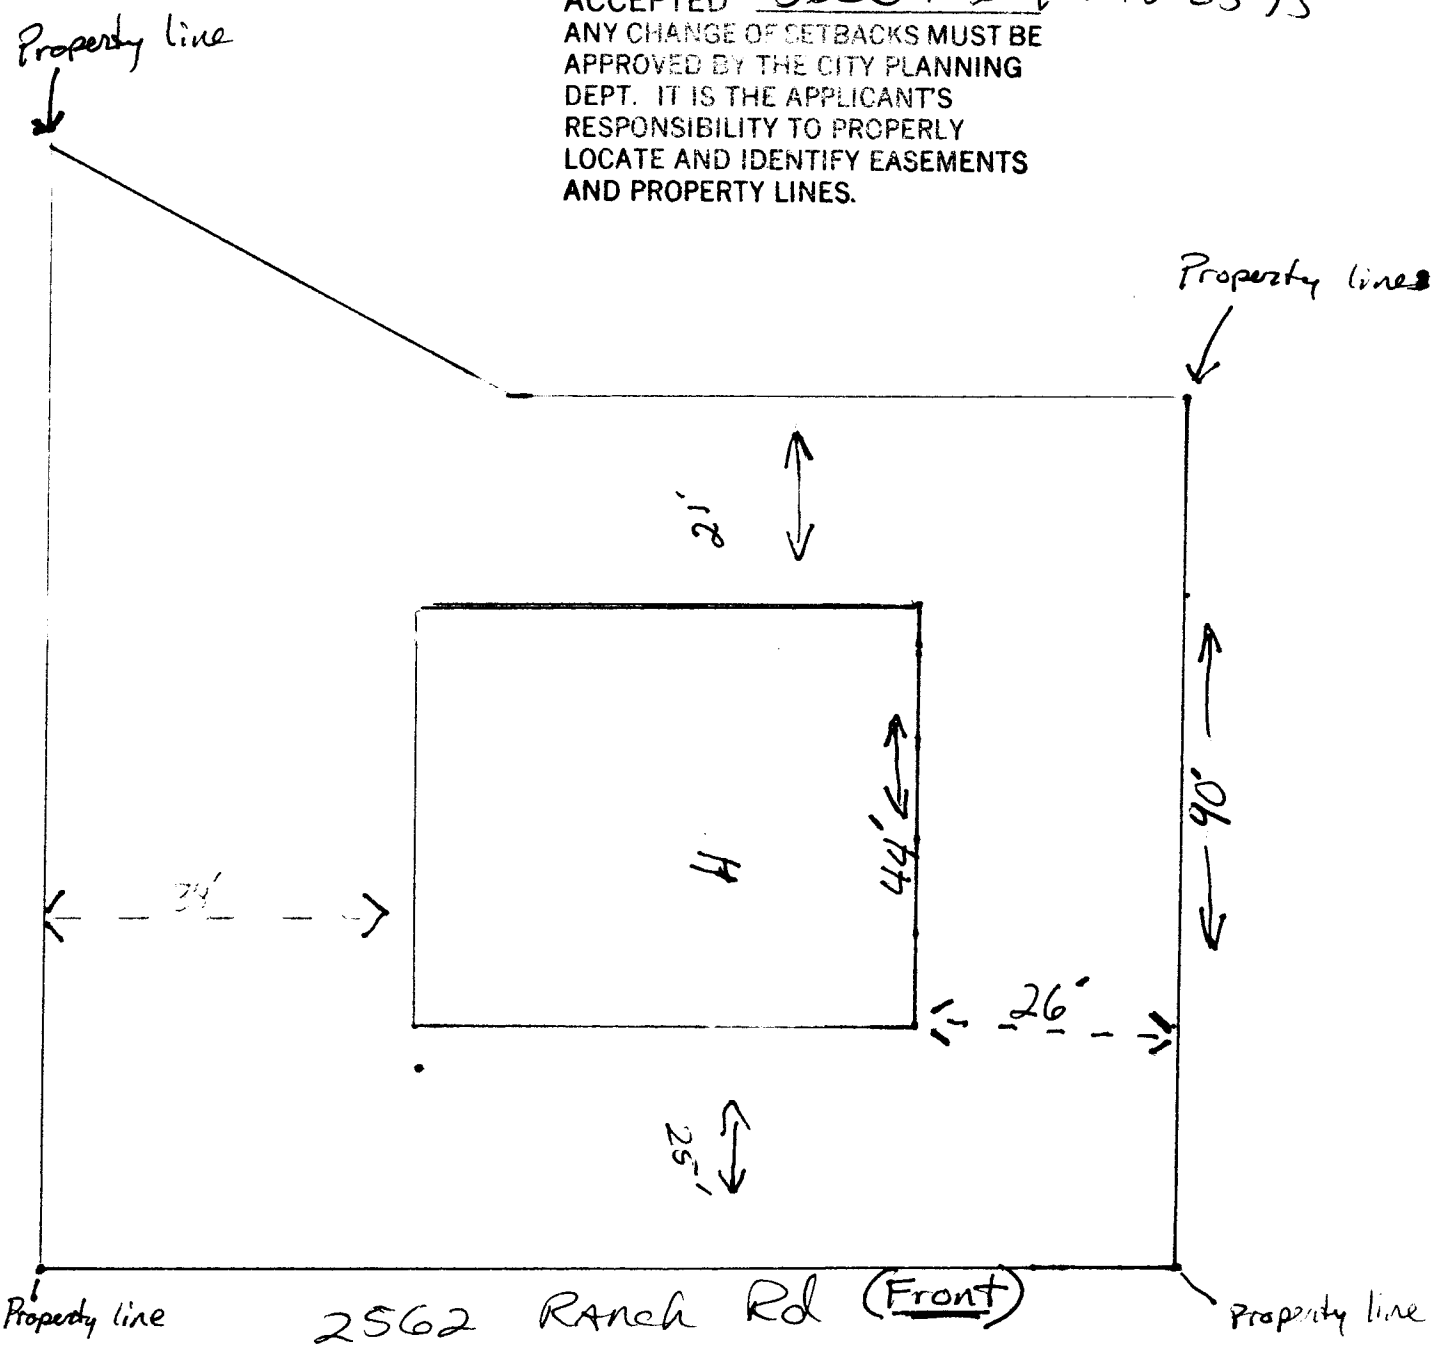 ACCEPTED
Property line
ANY CHANGE OF SETBACKS MUST BE
APPROVED BY THE CITY PLANNING
DEPT. IT IS THE APPLICANT'S
RESPONSIBILITY TO PROPERLY
LOCATE AND IDENTIFY EASEMENTS
AND PROPERTY LINES.
Property lines
21'
44'
90'
H
34'
26'
25'
Property line
2562 RAnch Rd (Front)
Property line